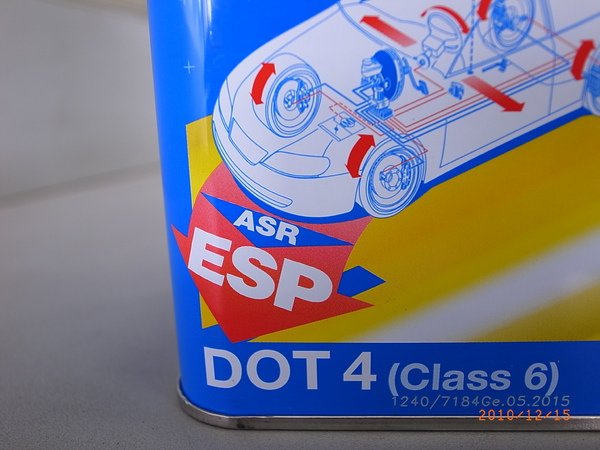 ASR
ESP
DOT 4 (Class 6)
1240/7184Ge.05.2015
2010/12/15